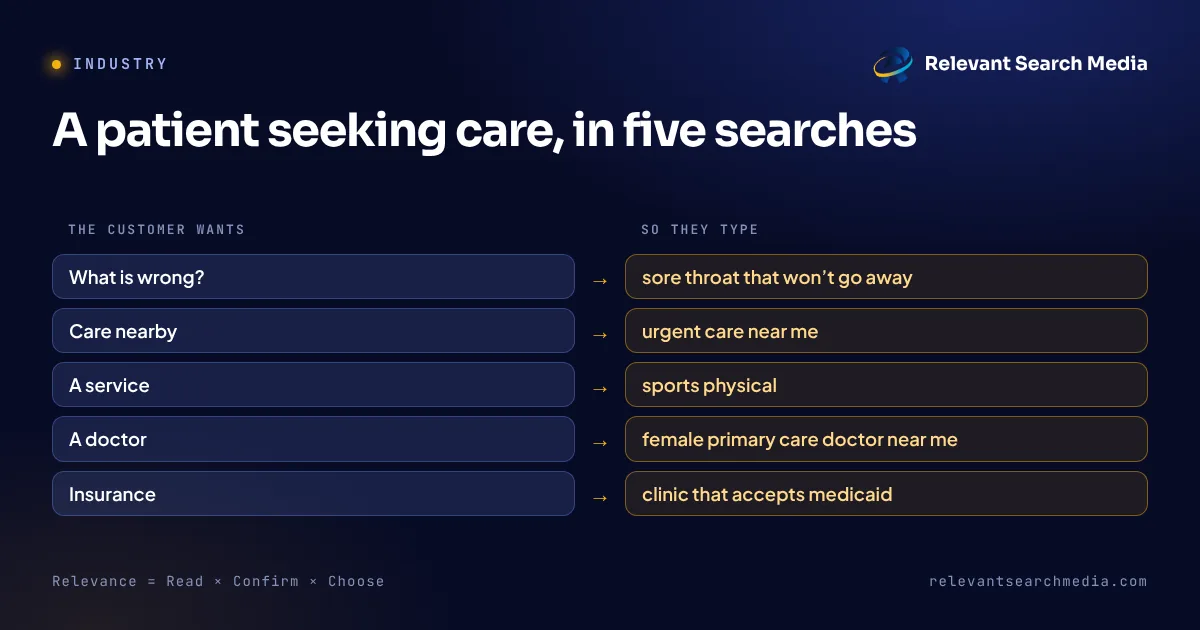 INDUSTRY
Relevant Search Media
A patient seeking care, in five searches
THE CUSTOMER WANTS
SO THEY TYPE
What is wrong? → sore throat that won’t go away
Care nearby → urgent care near me
A service → sports physical
A doctor → female primary care doctor near me
Insurance → clinic that accepts medicaid
Relevance = Read × Confirm × Choose
relevantsearchmedia.com